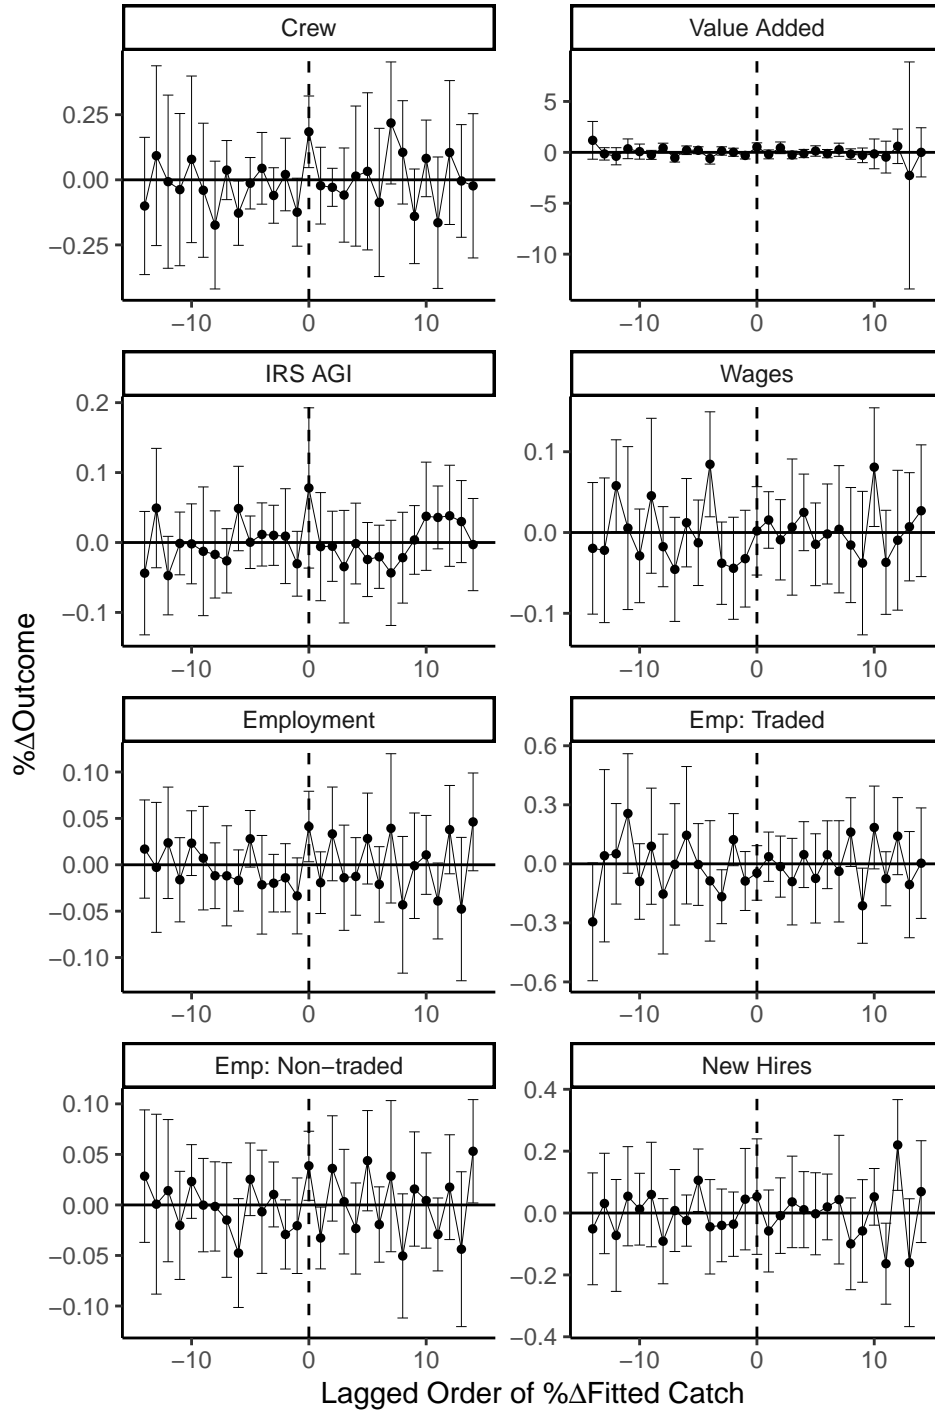 Crew
Value Added
0.25
0.00
−0.25
5
0
−5
−10
−10 0 10
−10 0 10
IRS AGI
Wages
0.2
0.1
0.0
−0.1
0.1
0.0
−0.1
−10 0 10
−10 0 10
%ΔOutcome
Employment
Emp: Traded
0.10
0.05
0.00
−0.05
−0.10
0.6
0.3
0.0
−0.3
−0.6
−10 0 10
−10 0 10
Emp: Non−traded
New Hires
0.10
0.05
0.00
−0.05
−0.10
0.4
0.2
0.0
−0.2
−0.4
−10 0 10
−10 0 10
Lagged Order of %ΔFitted Catch